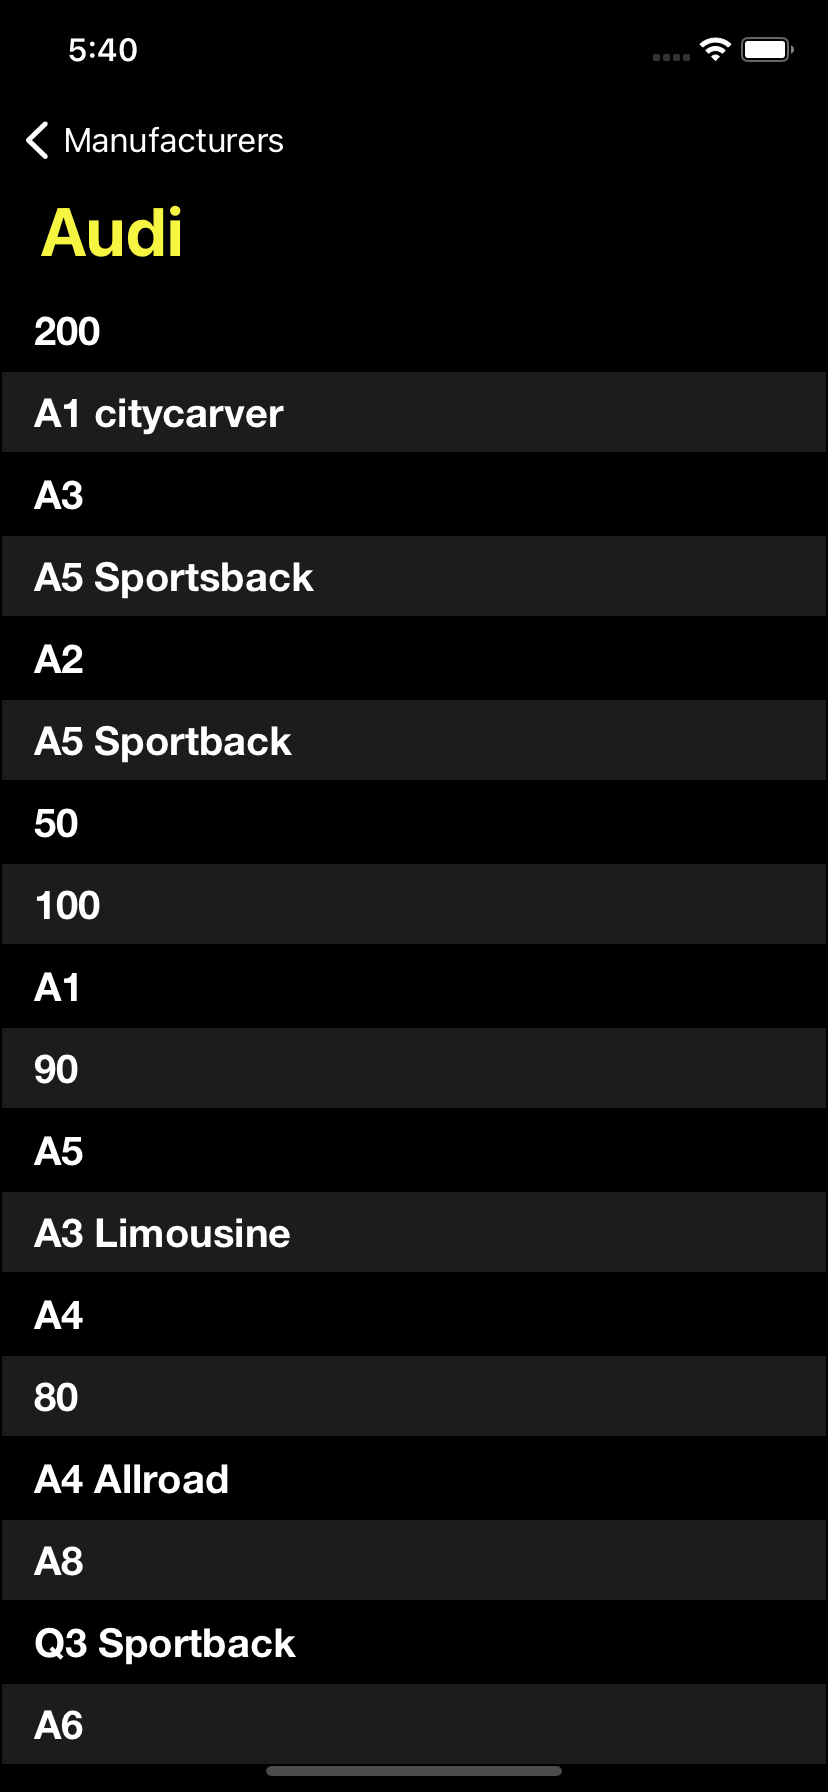 5:40
Manufacturers
Audi
200
A1 citycarver
A3
A5 Sportsback
A2
A5 Sportback
50
100
A1
90
A5
A3 Limousine
A4
80
A4 Allroad
A8
Q3 Sportback
A6